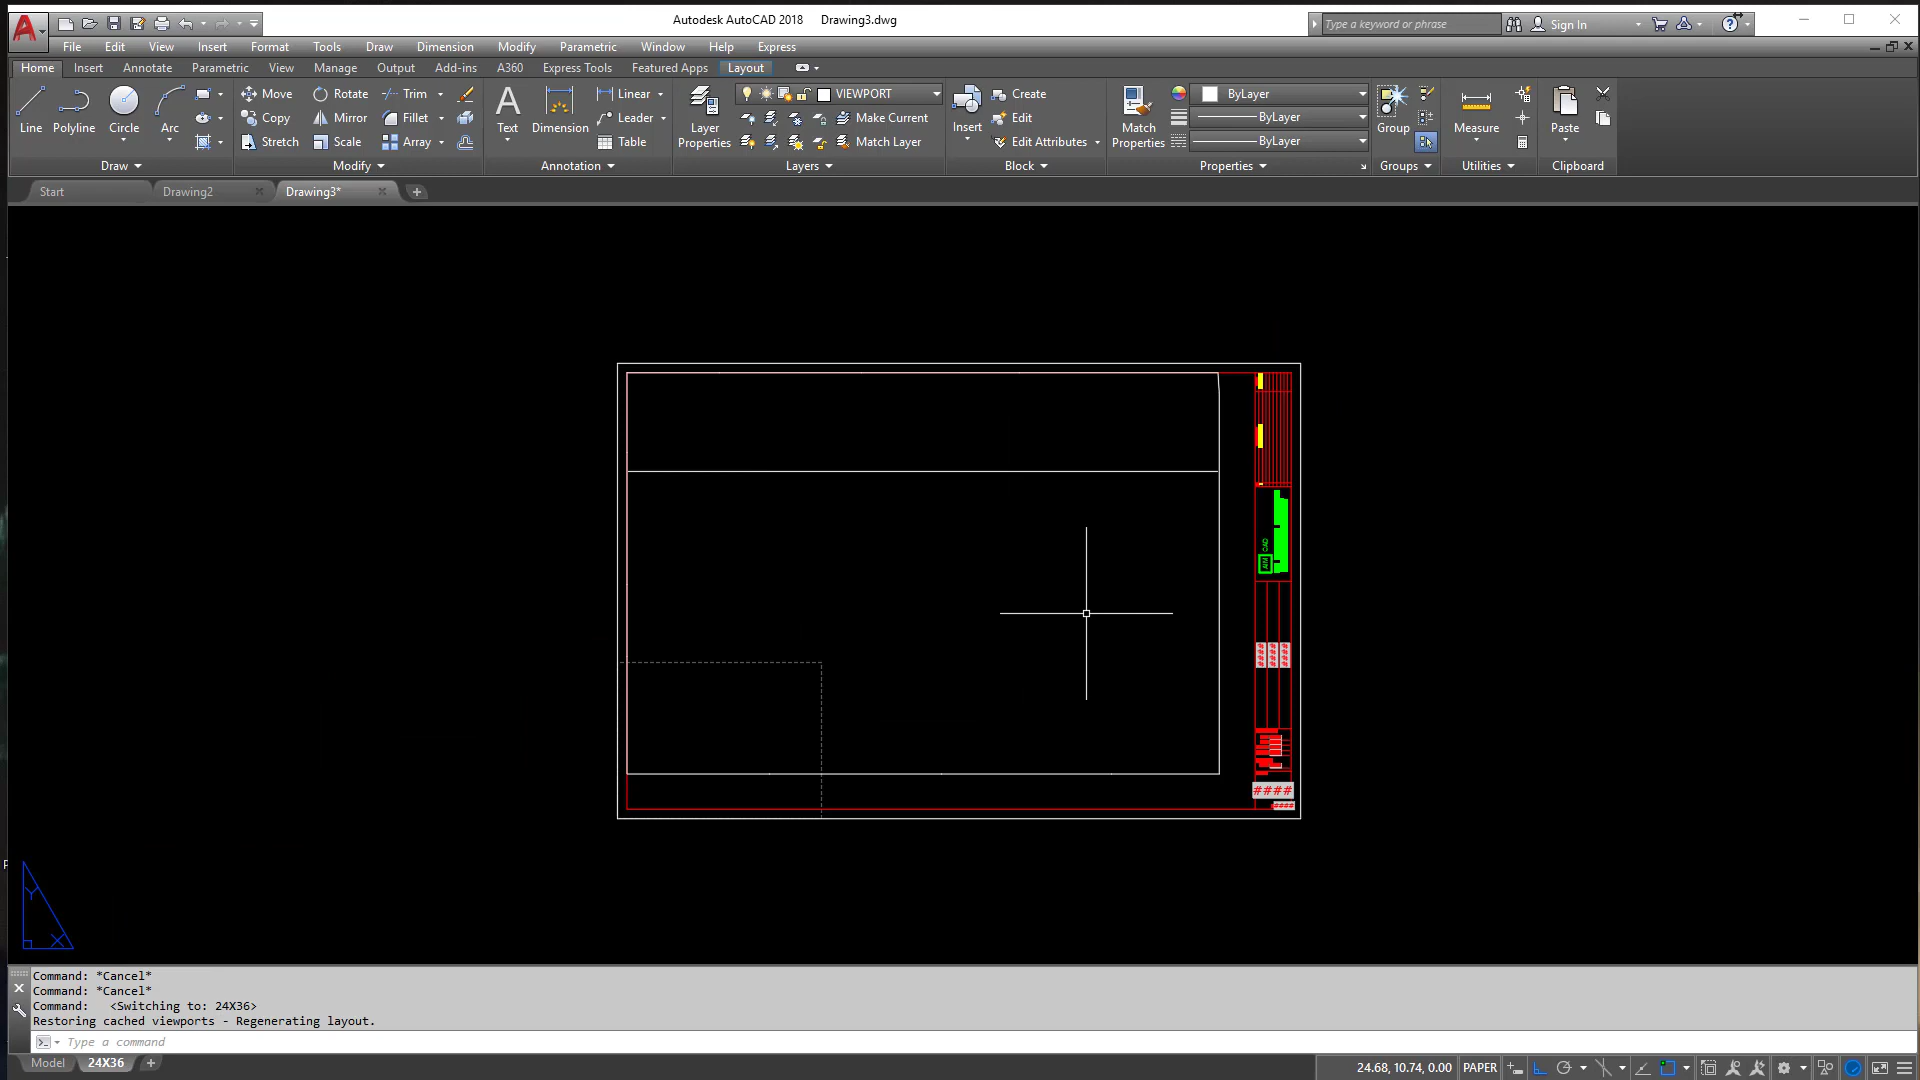 Autodesk AutoCAD 2018 Drawing3.dwg
Type a keyword or phrase
Sign In
File Edit View Insert Format Tools Draw Dimension Modify Parametric Window Help Express
Home Insert Annotate Parametric View Manage Output Add-ins A360 Express Tools Featured Apps Layout
Line Polyline Circle Arc
Move Rotate Trim
Copy Mirror Fillet
Stretch Scale Array
Text Dimension
Linear
Leader
Table
Layer
Properties
VIEWPORT
Make Current
Match Layer
Insert
Create
Edit
Edit Attributes
Match
Properties
ByLayer
ByLayer
ByLayer
Group
Measure
Paste
Draw Modify Annotation Layers Block Properties Groups Utilities Clipboard
Start Drawing2 Drawing3*
CAD
####
####
Y
X
Command: *Cancel*
Command: *Cancel*
Command: <Switching to: 24X36>
Restoring cached viewports - Regenerating layout.
Type a command
Model 24X36
24.68, 10.74, 0.00 PAPER